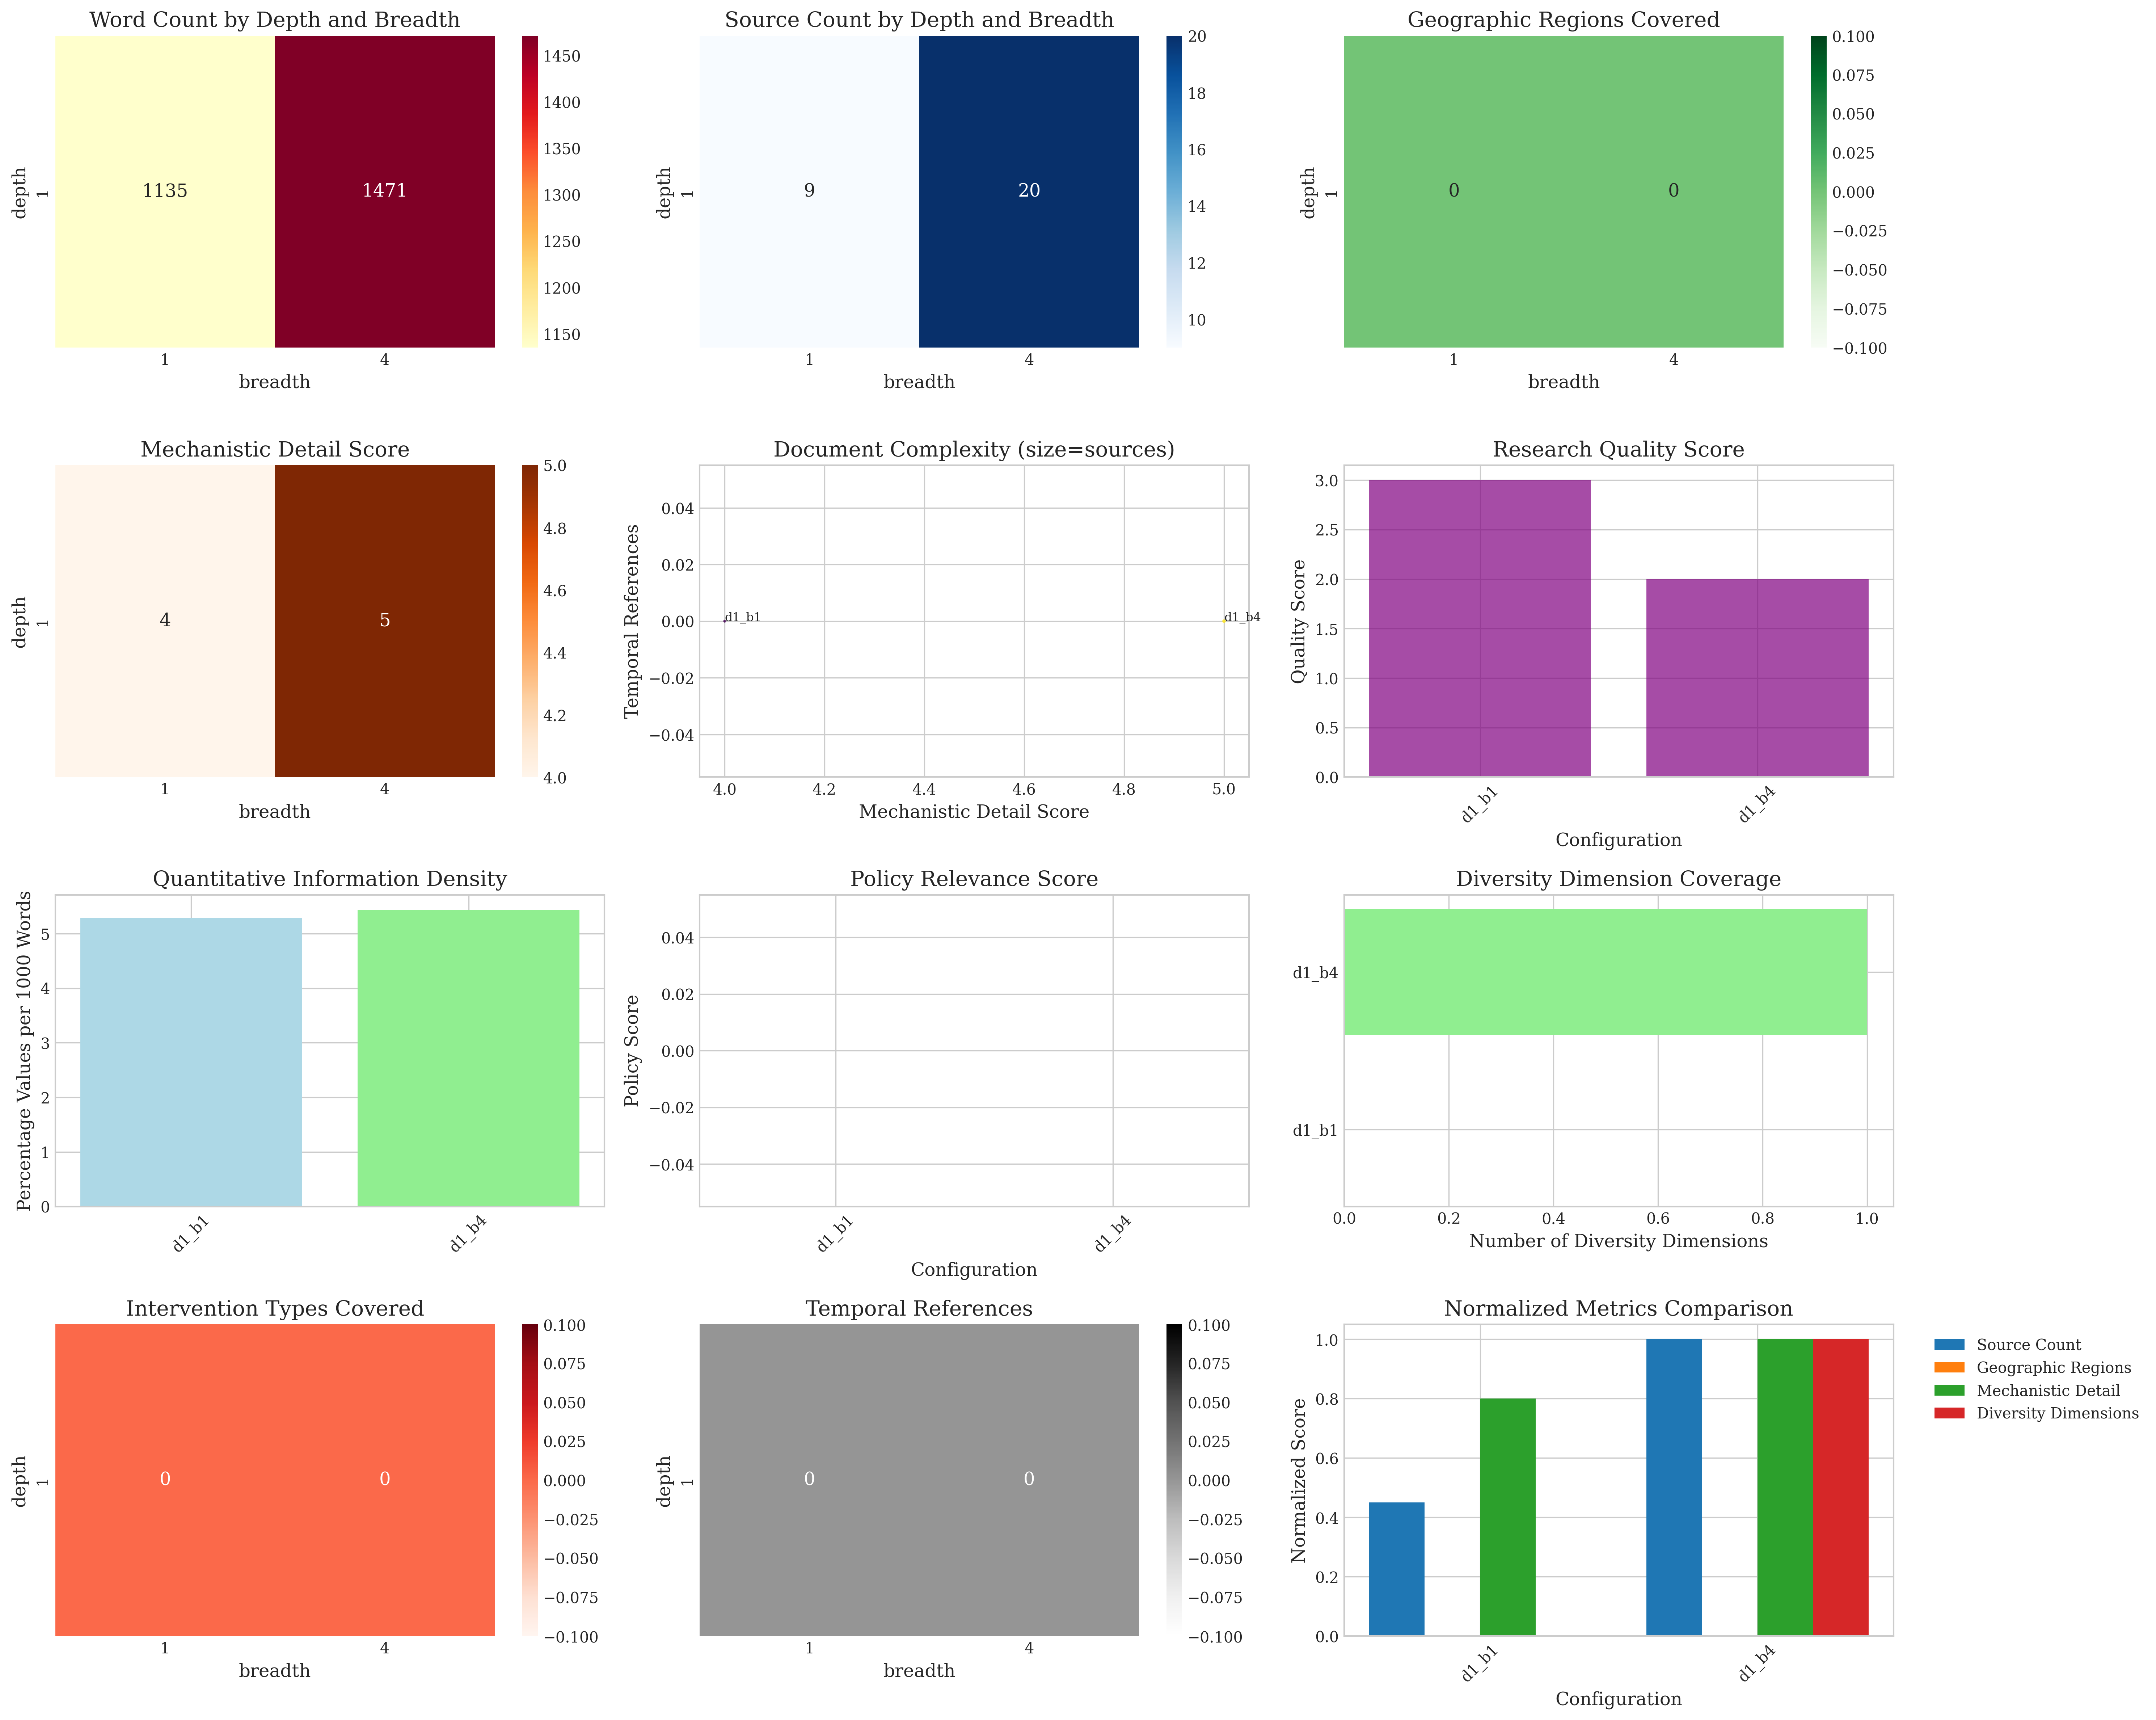 Word Count by Depth and Breadth
1450
1400
1350
1300
1250
1200
1150
depth
1
1135
1471
1
4
breadth
Source Count by Depth and Breadth
20
18
16
14
12
10
depth
1
9
20
1
4
breadth
Geographic Regions Covered
0.100
0.075
0.050
0.025
0.000
−0.025
−0.050
−0.075
−0.100
depth
1
0
0
1
4
breadth
Mechanistic Detail Score
5.0
4.8
4.6
4.4
4.2
4.0
depth
1
4
5
1
4
breadth
Document Complexity (size=sources)
Temporal References
0.04
0.02
0.00
−0.02
−0.04
d1_b1
d1_b4
4.0
4.2
4.4
4.6
4.8
5.0
Mechanistic Detail Score
Research Quality Score
Quality Score
3.0
2.5
2.0
1.5
1.0
0.5
0.0
d1_b1
d1_b4
Configuration
Quantitative Information Density
Percentage Values per 1000 Words
5
4
3
2
1
0
d1_b1
d1_b4
Policy Relevance Score
Policy Score
0.04
0.02
0.00
−0.02
−0.04
d1_b1
d1_b4
Configuration
Diversity Dimension Coverage
d1_b4
d1_b1
0.0
0.2
0.4
0.6
0.8
1.0
Number of Diversity Dimensions
Intervention Types Covered
0.100
0.075
0.050
0.025
0.000
−0.025
−0.050
−0.075
−0.100
depth
1
0
0
1
4
breadth
Temporal References
0.100
0.075
0.050
0.025
0.000
−0.025
−0.050
−0.075
−0.100
depth
1
0
0
1
4
breadth
Normalized Metrics Comparison
Normalized Score
1.0
0.8
0.6
0.4
0.2
0.0
d1_b1
d1_b4
Configuration
Source Count
Geographic Regions
Mechanistic Detail
Diversity Dimensions